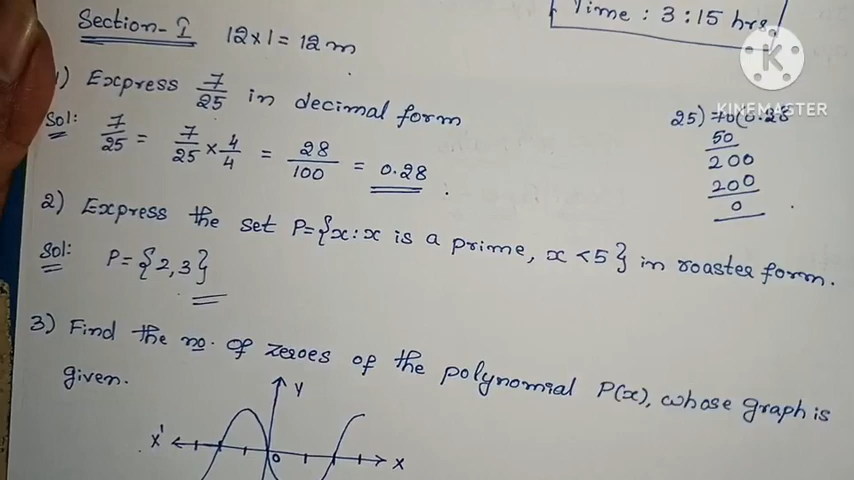 Time : 3:15 hrs.
Section-I 12×1 = 12m
1) Express 7/25 in decimal form
Sol: 7/25 = 7/25 × 4/4 = 28/100 = 0.28
25) 70(0.28
50
200
200
0
KINEMASTER
2) Express the set P={x:x is a prime, x <5} in roaster form.
Sol: P={2,3}
3) Find the no. of zeroes of the polynomial P(x), whose graph is
given.
Y
X' O X